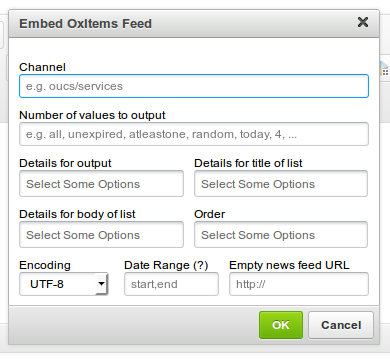 Embed OxItems Feed
Channel
e.g. oucs/services
Number of values to output
e.g. all, unexpired, atleastone, random, today, 4, ...
Details for output Details for title of list
Select Some Options Select Some Options
Details for body of list Order
Select Some Options Select Some Options
Encoding Date Range (?) Empty news feed URL
UTF-8 start,end http://
OK Cancel